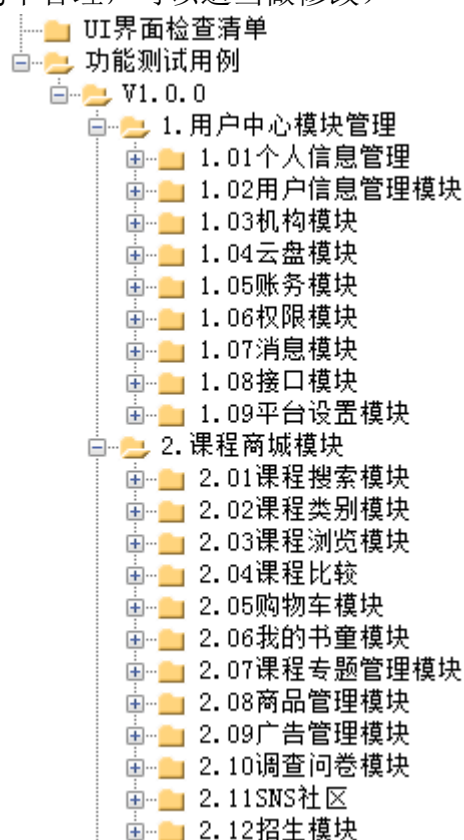 UI界面检查清单
功能测试用例
V1.0.0
1.用户中心模块管理
1.01个人信息管理
1.02用户信息管理模块
1.03机构模块
1.04云盘模块
1.05账务模块
1.06权限模块
1.07消息模块
1.08接口模块
1.09平台设置模块
2.课程商城模块
2.01课程搜索模块
2.02课程类别模块
2.03课程浏览模块
2.04课程比较
2.05购物车模块
2.06我的书童模块
2.07课程专题管理模块
2.08商品管理模块
2.09广告管理模块
2.10调查问卷模块
2.11SNS社区
2.12招生模块